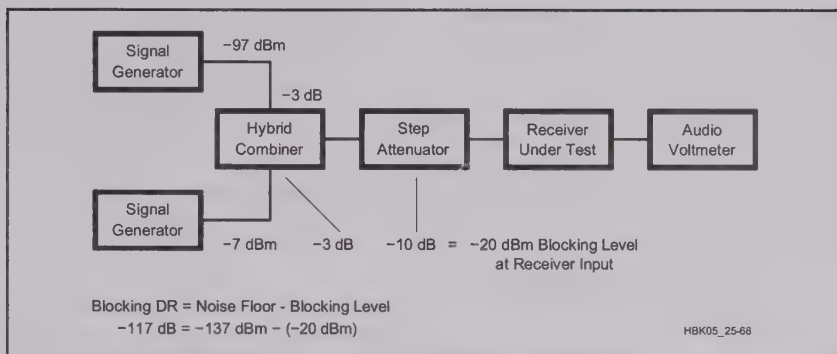 Signal
Generator
−97 dBm
−3 dB
Hybrid
Combiner
Step
Attenuator
Receiver
Under Test
Audio
Voltmeter
Signal
Generator
−7 dBm −3 dB −10 dB = −20 dBm Blocking Level
at Receiver Input
Blocking DR = Noise Floor - Blocking Level
−117 dB = −137 dBm − (−20 dBm)
HBK05_25-68